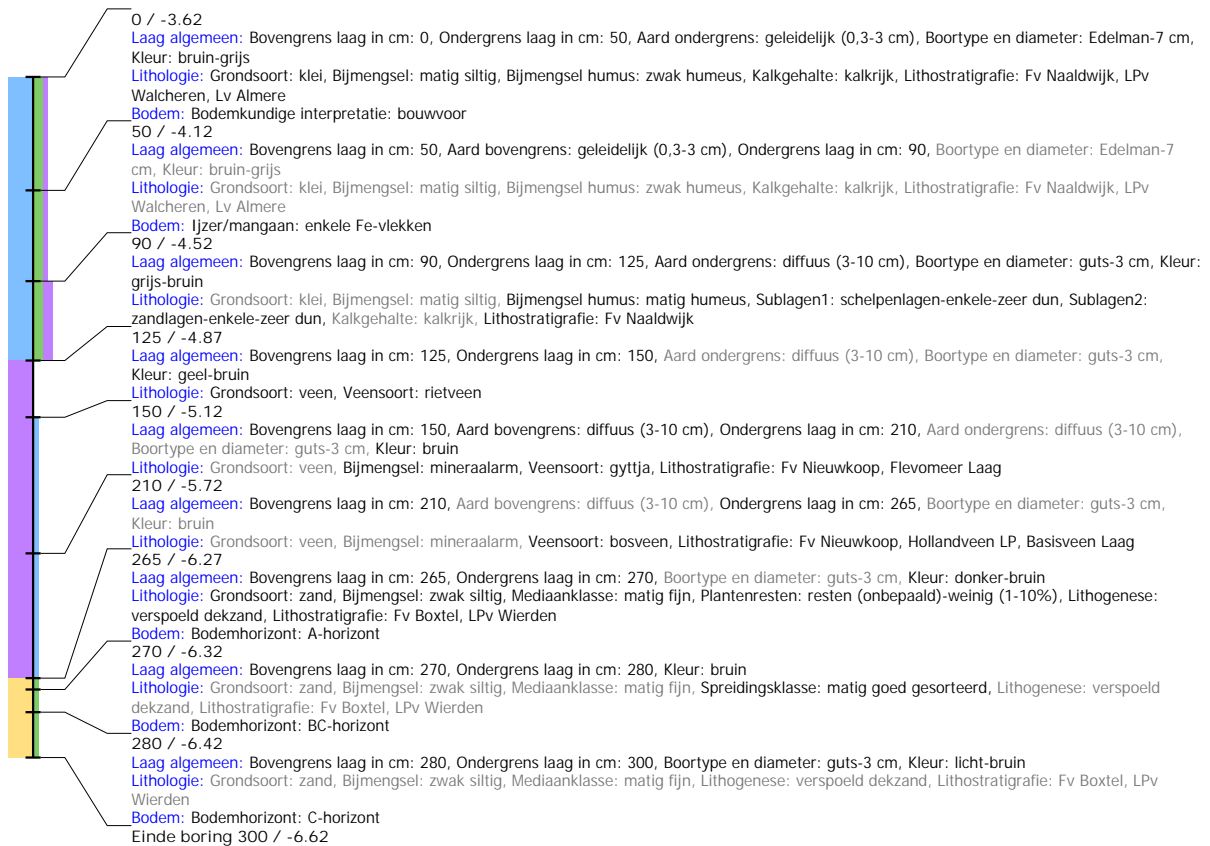 0 / -3.62
Laag algemeen: Bovengrens laag in cm: 0, Ondergrens laag in cm: 50, Aard ondergrens: geleidelijk (0,3-3 cm), Boortype en diameter: Edelman-7 cm,
Kleur: bruin-grijs
Lithologie: Grondsoort: klei, Bijmengsel: matig siltig, Bijmengsel humus: zwak humeus, Kalkgehalte: kalkrijk, Lithostratigrafie: Fv Naaldwijk, LPv
Walcheren, Lv Almere
Bodem: Bodemkundige interpretatie: bouwvoor
50 / -4.12
Laag algemeen: Bovengrens laag in cm: 50, Aard bovengrens: geleidelijk (0,3-3 cm), Ondergrens laag in cm: 90, Boortype en diameter: Edelman-7
cm, Kleur: bruin-grijs
Lithologie: Grondsoort: klei, Bijmengsel: matig siltig, Bijmengsel humus: zwak humeus, Kalkgehalte: kalkrijk, Lithostratigrafie: Fv Naaldwijk, LPv
Walcheren, Lv Almere
Bodem: Ijzer/mangaan: enkele Fe-vlekken
90 / -4.52
Laag algemeen: Bovengrens laag in cm: 90, Ondergrens laag in cm: 125, Aard ondergrens: diffuus (3-10 cm), Boortype en diameter: guts-3 cm, Kleur:
grijs-bruin
Lithologie: Grondsoort: klei, Bijmengsel: matig siltig, Bijmengsel humus: matig humeus, Sublagen1: schelpenlagen-enkele-zeer dun, Sublagen2:
zandlagen-enkele-zeer dun, Kalkgehalte: kalkrijk, Lithostratigrafie: Fv Naaldwijk
125 / -4.87
Laag algemeen: Bovengrens laag in cm: 125, Ondergrens laag in cm: 150, Aard ondergrens: diffuus (3-10 cm), Boortype en diameter: guts-3 cm,
Kleur: geel-bruin
Lithologie: Grondsoort: veen, Veensoort: rietveen
150 / -5.12
Laag algemeen: Bovengrens laag in cm: 150, Aard bovengrens: diffuus (3-10 cm), Ondergrens laag in cm: 210, Aard ondergrens: diffuus (3-10 cm),
Boortype en diameter: guts-3 cm, Kleur: bruin
Lithologie: Grondsoort: veen, Bijmengsel: mineraalarm, Veensoort: gyttja, Lithostratigrafie: Fv Nieuwkoop, Flevomeer Laag
210 / -5.72
Laag algemeen: Bovengrens laag in cm: 210, Aard bovengrens: diffuus (3-10 cm), Ondergrens laag in cm: 265, Boortype en diameter: guts-3 cm,
Kleur: bruin
Lithologie: Grondsoort: veen, Bijmengsel: mineraalarm, Veensoort: bosveen, Lithostratigrafie: Fv Nieuwkoop, Hollandveen LP, Basisveen Laag
265 / -6.27
Laag algemeen: Bovengrens laag in cm: 265, Ondergrens laag in cm: 270, Boortype en diameter: guts-3 cm, Kleur: donker-bruin
Lithologie: Grondsoort: zand, Bijmengsel: zwak siltig, Mediaanklasse: matig fijn, Plantenresten: resten (onbepaald)-weinig (1-10%), Lithogenese:
verspoeld dekzand, Lithostratigrafie: Fv Boxtel, LPv Wierden
Bodem: Bodemhorizont: A-horizont
270 / -6.32
Laag algemeen: Bovengrens laag in cm: 270, Ondergrens laag in cm: 280, Kleur: bruin
Lithologie: Grondsoort: zand, Bijmengsel: zwak siltig, Mediaanklasse: matig fijn, Spreidingsklasse: matig goed gesorteerd, Lithogenese: verspoeld
dekzand, Lithostratigrafie: Fv Boxtel, LPv Wierden
Bodem: Bodemhorizont: BC-horizont
280 / -6.42
Laag algemeen: Bovengrens laag in cm: 280, Ondergrens laag in cm: 300, Boortype en diameter: guts-3 cm, Kleur: licht-bruin
Lithologie: Grondsoort: zand, Bijmengsel: zwak siltig, Mediaanklasse: matig fijn, Lithogenese: verspoeld dekzand, Lithostratigrafie: Fv Boxtel, LPv
Wierden
Bodem: Bodemhorizont: C-horizont
Einde boring 300 / -6.62